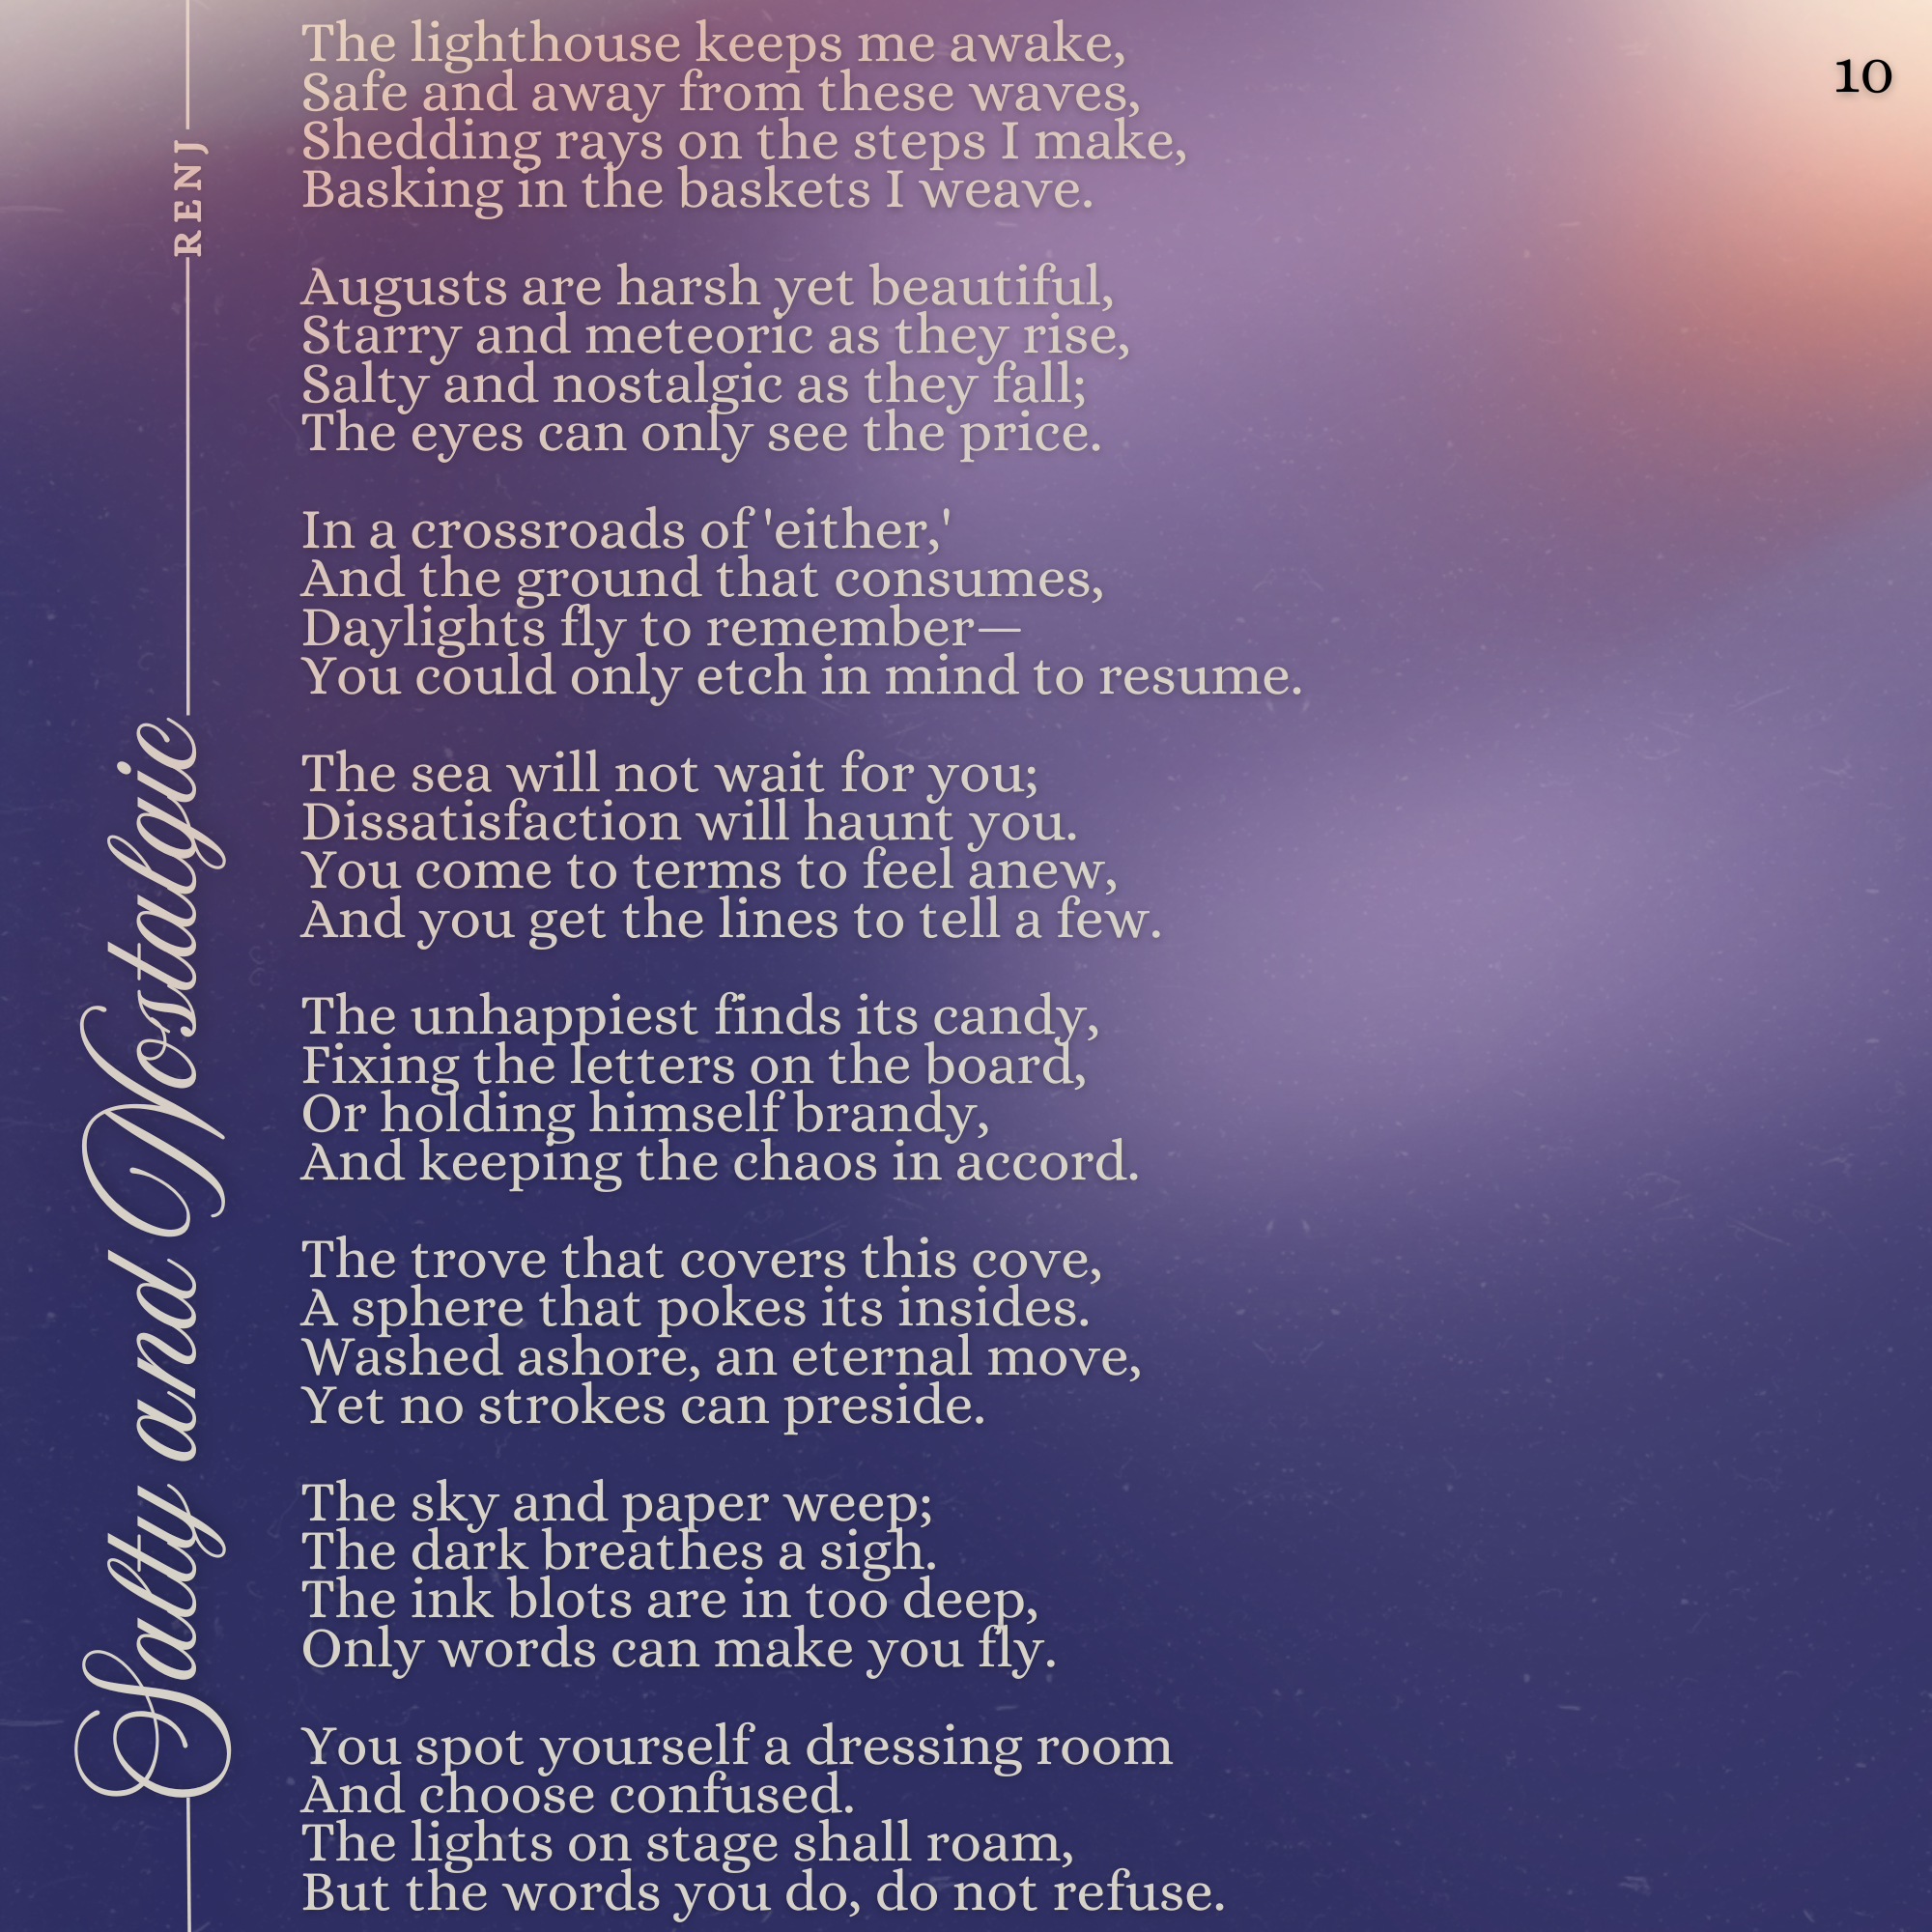 The lighthouse keeps me awake,
Safe and away from these waves,
Shedding rays on the steps I make,
Basking in the baskets I weave.
Augusts are harsh yet beautiful,
Starry and meteoric as they rise,
Salty and nostalgic as they fall;
The eyes can only see the price.
In a crossroads of 'either,'
And the ground that consumes,
Daylights fly to remember—
You could only etch in mind to resume.
The sea will not wait for you;
Dissatisfaction will haunt you.
You come to terms to feel anew,
And you get the lines to tell a few.
The unhappiest finds its candy,
Fixing the letters on the board,
Or holding himself brandy,
And keeping the chaos in accord.
The trove that covers this cove,
A sphere that pokes its insides.
Washed ashore, an eternal move,
Yet no strokes can preside.
The sky and paper weep;
The dark breathes a sigh.
The ink blots are in too deep,
Only words can make you fly.
You spot yourself a dressing room
And choose confused.
The lights on stage shall roam,
But the words you do, do not refuse.
Salty and Nostalgic
RENJ
10